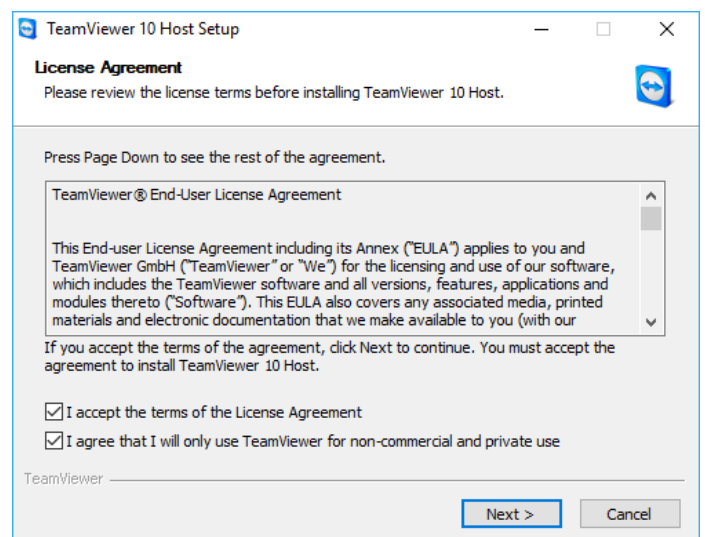 TeamViewer 10 Host Setup
License Agreement
Please review the license terms before installing TeamViewer 10 Host.
Press Page Down to see the rest of the agreement.
TeamViewer® End-User License Agreement
This End-user License Agreement including its Annex ("EULA") applies to you and
TeamViewer GmbH ("TeamViewer" or "We") for the licensing and use of our software,
which includes the TeamViewer software and all versions, features, applications and
modules thereto ("Software"). This EULA also covers any associated media, printed
materials and electronic documentation that we make available to you (with our
If you accept the terms of the agreement, click Next to continue. You must accept the
agreement to install TeamViewer 10 Host.
I accept the terms of the License Agreement
I agree that I will only use TeamViewer for non-commercial and private use
TeamViewer
Next >
Cancel